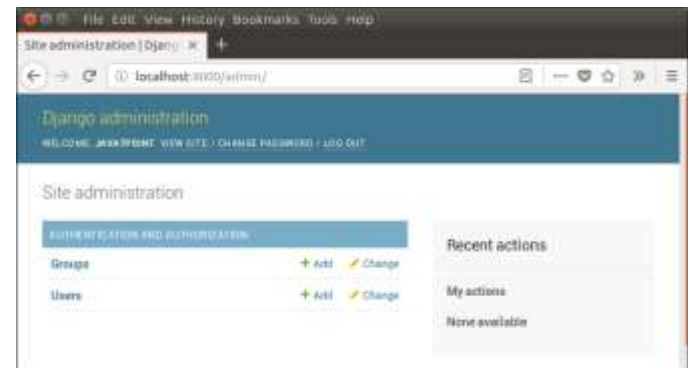 File Edit View History Bookmarks Tools Help
Site administration | Djang
localhost:8000/admin/
Django administration
WELCOME, JAVATPOINT. VIEW SITE / CHANGE PASSWORD / LOG OUT
Site administration
AUTHENTICATION AND AUTHORIZATION
Groups + Add Change
Users + Add Change
Recent actions
My actions
None available